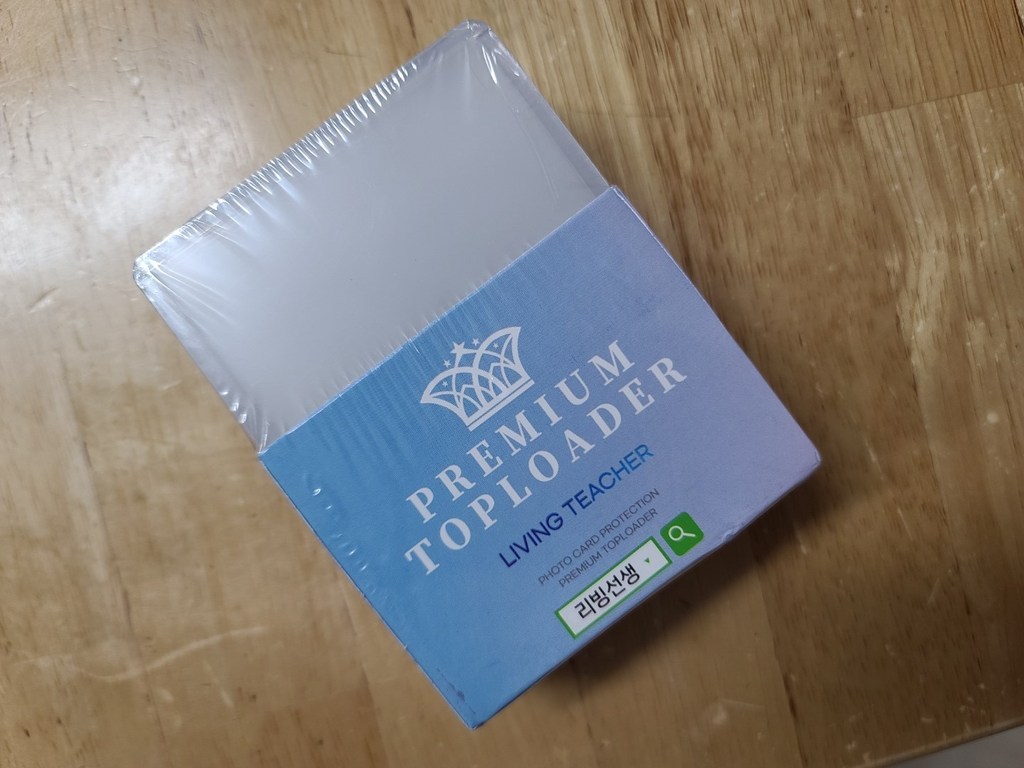 PREMIUM
TOPLOADER
LIVING TEACHER
PHOTO CARD PROTECTION
PREMIUM TOPLOADER
리빙선생